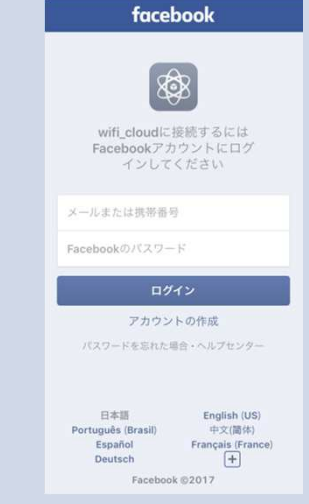 facebook
wifi_cloudに接続するには
Facebookアカウントにログ
インしてください
メールまたは携帯番号
Facebookのパスワード
ログイン
アカウントの作成
パスワードを忘れた場合・ヘルプセンター
日本語 English (US)
Português (Brasil) 中文(简体)
Español Français (France)
Deutsch +
Facebook ©2017